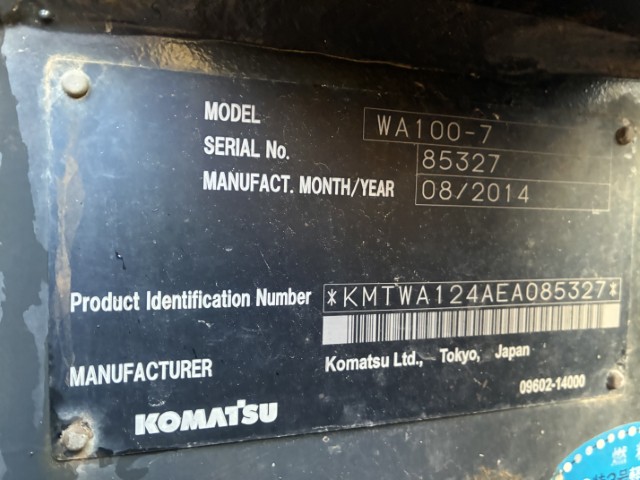 MODEL WA100-7
SERIAL No. 85327
MANUFACT. MONTH/YEAR 08/2014
Product Identification Number *KMTWA124AEA085327*
MANUFACTURER Komatsu Ltd., Tokyo, Japan
09602-14000
KOMATSU
燃